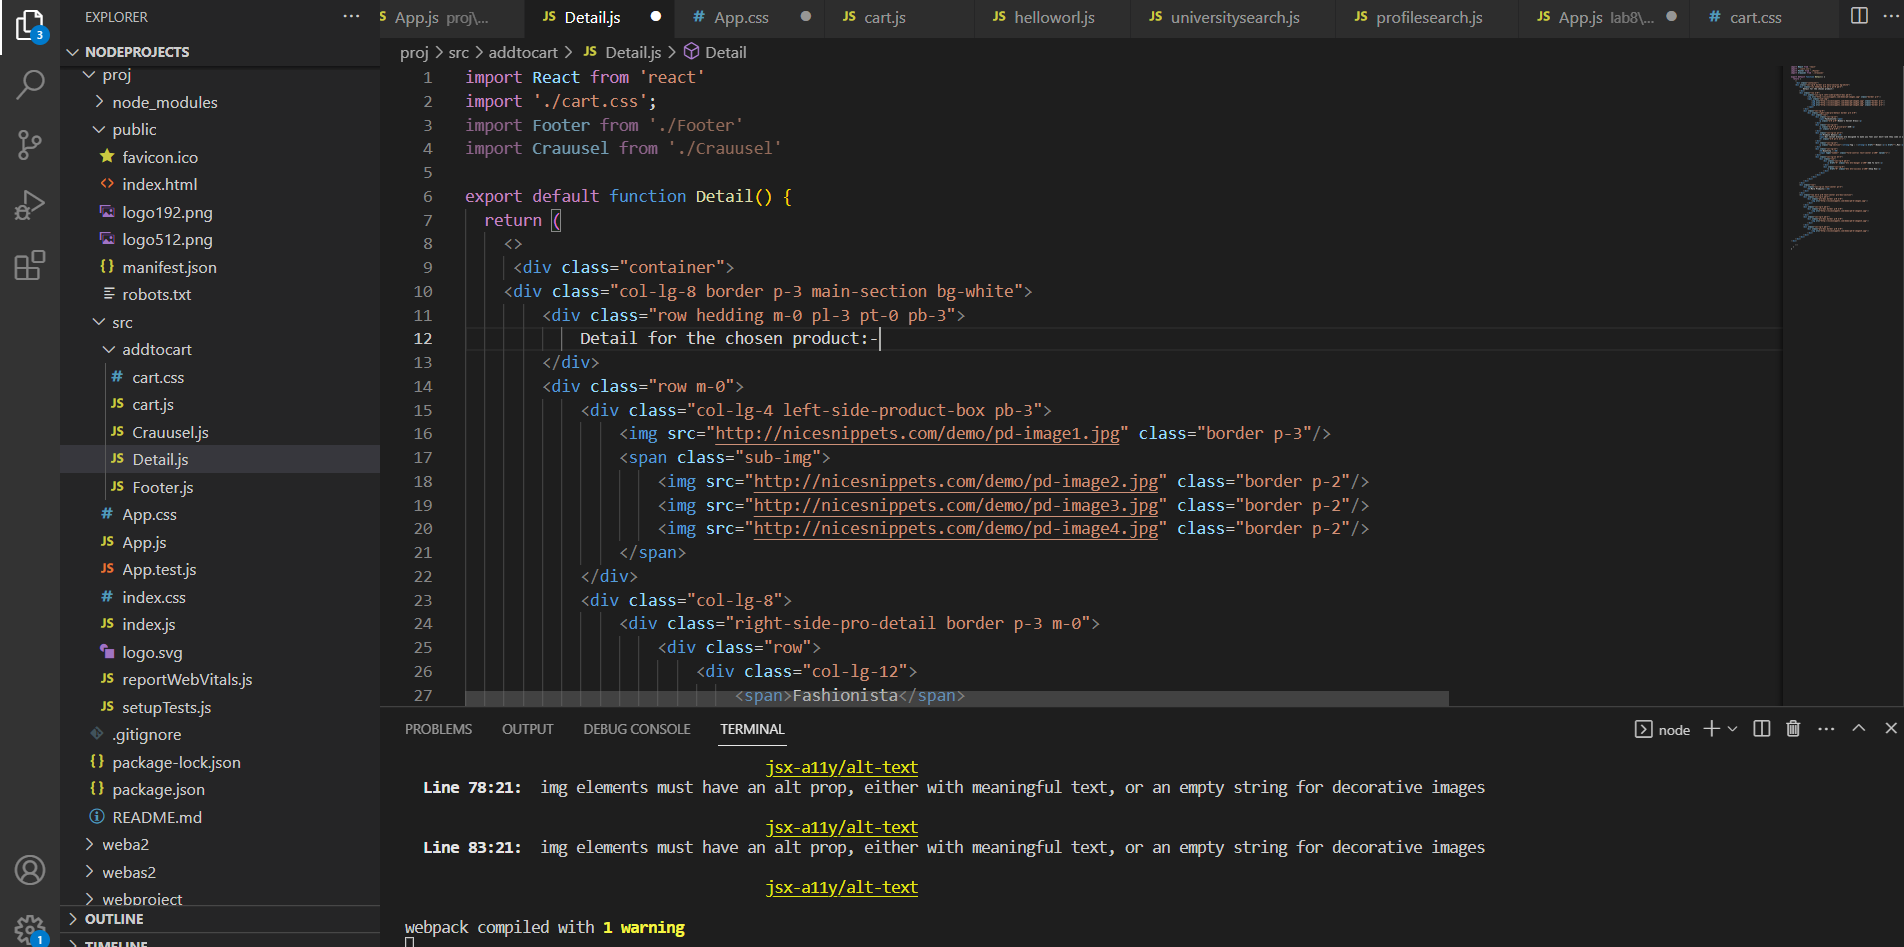 EXPLORER
NODEPROJECTS
proj
node_modules
public
favicon.ico
index.html
logo192.png
logo512.png
manifest.json
robots.txt
src
addtocart
cart.css
cart.js
Crauusel.js
Detail.js
Footer.js
App.css
App.js
App.test.js
index.css
index.js
logo.svg
reportWebVitals.js
setupTests.js
.gitignore
package-lock.json
package.json
README.md
weba2
webas2
webproject
OUTLINE
TIMELINE
3
1
JS App.js proj\...
JS Detail.js
# App.css
JS cart.js
JS helloworl.js
JS universitysearch.js
JS profilesearch.js
JS App.js lab8\...
# cart.css
proj > src > addtocart > JS Detail.js > Detail
1 import React from 'react'
2 import './cart.css';
3 import Footer from './Footer'
4 import Crauusel from './Crauusel'
5
6 export default function Detail() {
7 return (
8 <>
9 <div class="container">
10 <div class="col-lg-8 border p-3 main-section bg-white">
11 <div class="row hedding m-0 pl-3 pt-0 pb-3">
12 Detail for the chosen product:-
13 </div>
14 <div class="row m-0">
15 <div class="col-lg-4 left-side-product-box pb-3">
16 <img src="http://nicesnippets.com/demo/pd-image1.jpg" class="border p-3"/>
17 <span class="sub-img">
18 <img src="http://nicesnippets.com/demo/pd-image2.jpg" class="border p-2"/>
19 <img src="http://nicesnippets.com/demo/pd-image3.jpg" class="border p-2"/>
20 <img src="http://nicesnippets.com/demo/pd-image4.jpg" class="border p-2"/>
21 </span>
22 </div>
23 <div class="col-lg-8">
24 <div class="right-side-pro-detail border p-3 m-0">
25 <div class="row">
26 <div class="col-lg-12">
27 <span>Fashionista</span>
PROBLEMS OUTPUT DEBUG CONSOLE TERMINAL
node
jsx-a11y/alt-text
Line 78:21: img elements must have an alt prop, either with meaningful text, or an empty string for decorative images
jsx-a11y/alt-text
Line 83:21: img elements must have an alt prop, either with meaningful text, or an empty string for decorative images
jsx-a11y/alt-text
webpack compiled with 1 warning